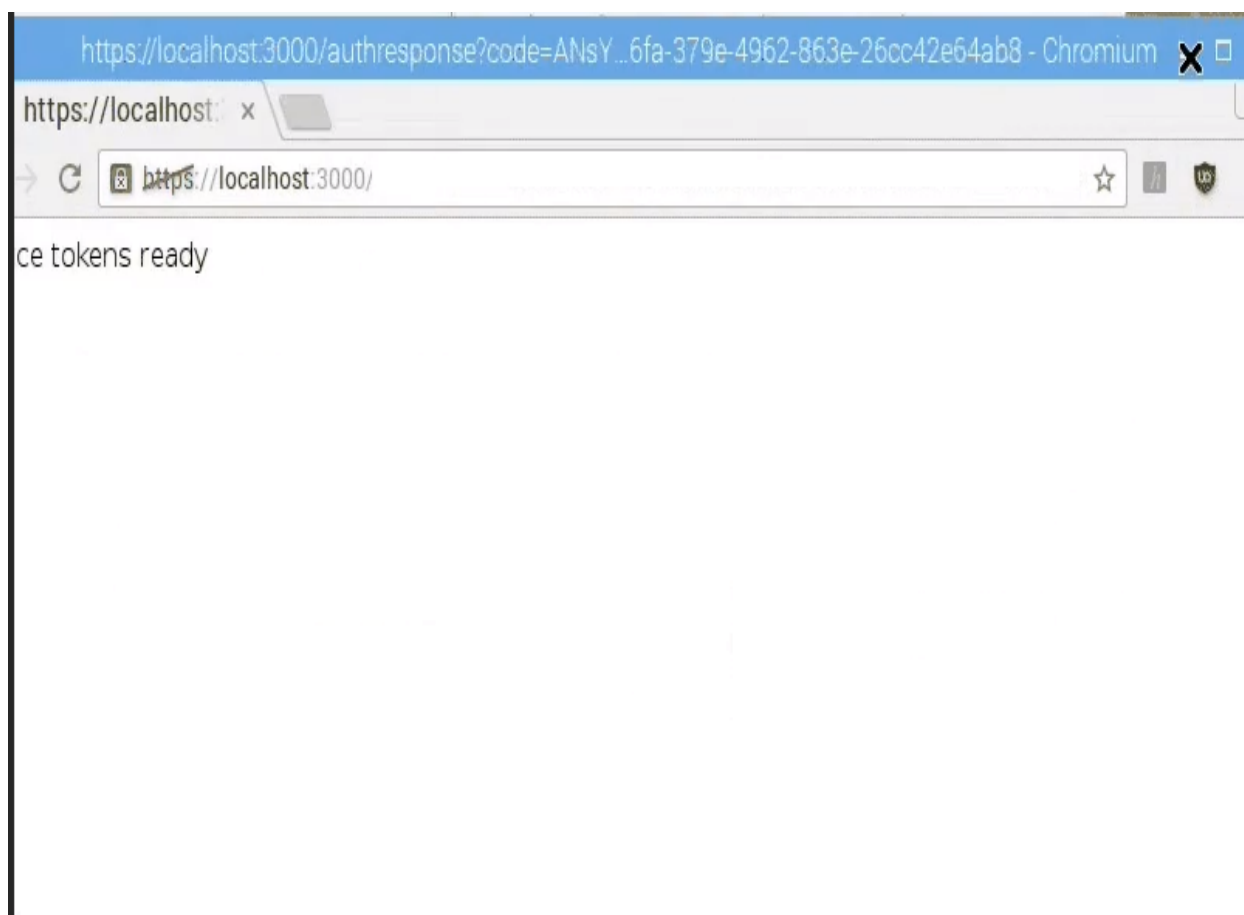 https://localhost:3000/authresponse?code=ANsY...6fa-379e-4962-863e-26cc42e64ab8 - Chromium
https://localhost:
https://localhost:3000/
ce tokens ready